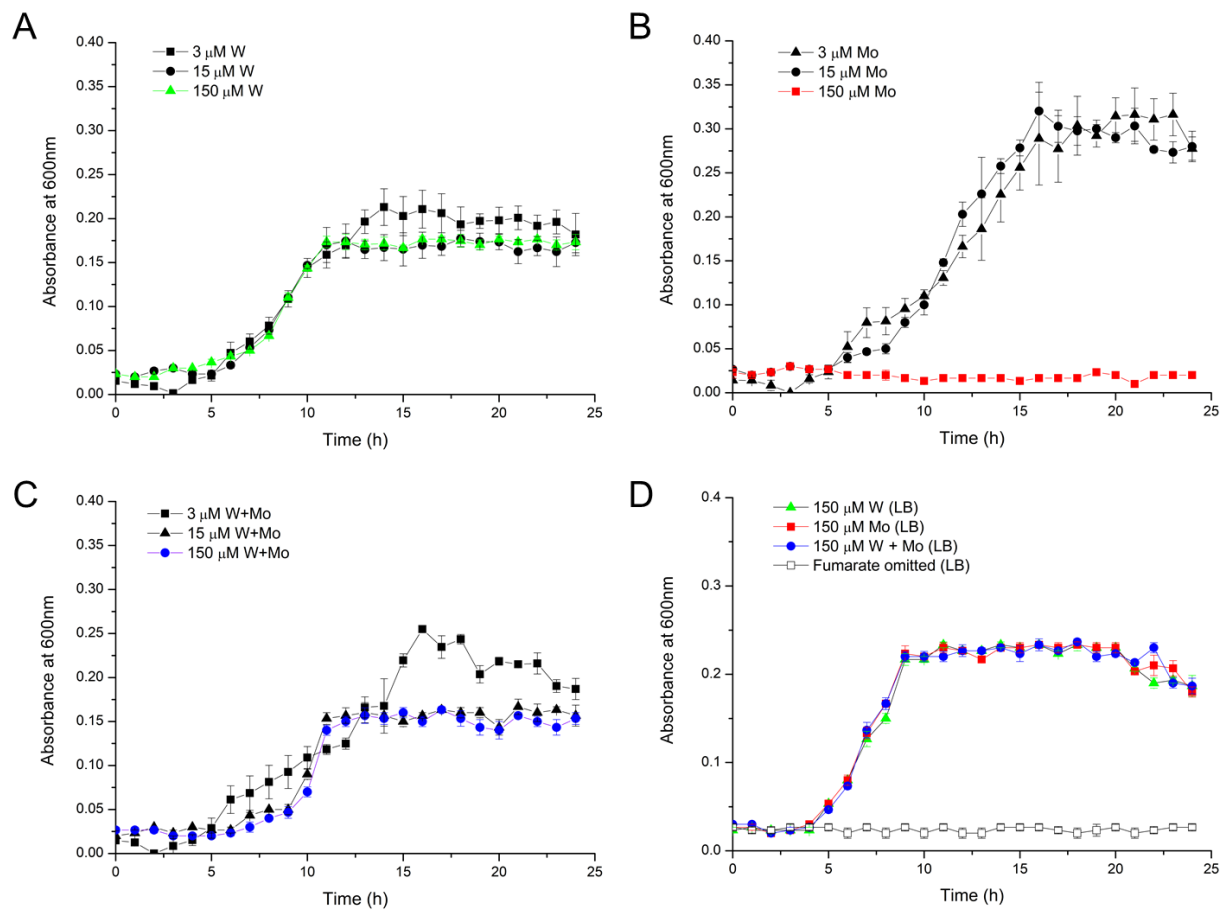 A
Absorbance at 600nm
0.40
0.35
0.30
0.25
0.20
0.15
0.10
0.05
0.00
3 μM W
15 μM W
150 μM W
0 5 10 15 20 25
Time (h)
B
Absorbance at 600nm
0.40
0.35
0.30
0.25
0.20
0.15
0.10
0.05
0.00
3 μM Mo
15 μM Mo
150 μM Mo
0 5 10 15 20 25
Time (h)
C
Absorbance at 600nm
0.40
0.35
0.30
0.25
0.20
0.15
0.10
0.05
0.00
3 μM W+Mo
15 μM W+Mo
150 μM W+Mo
0 5 10 15 20 25
Time (h)
D
Absorbance at 600nm
0.4
0.3
0.2
0.1
0.0
150 μM W (LB)
150 μM Mo (LB)
150 μM W + Mo (LB)
Fumarate omitted (LB)
0 5 10 15 20 25
Time (h)